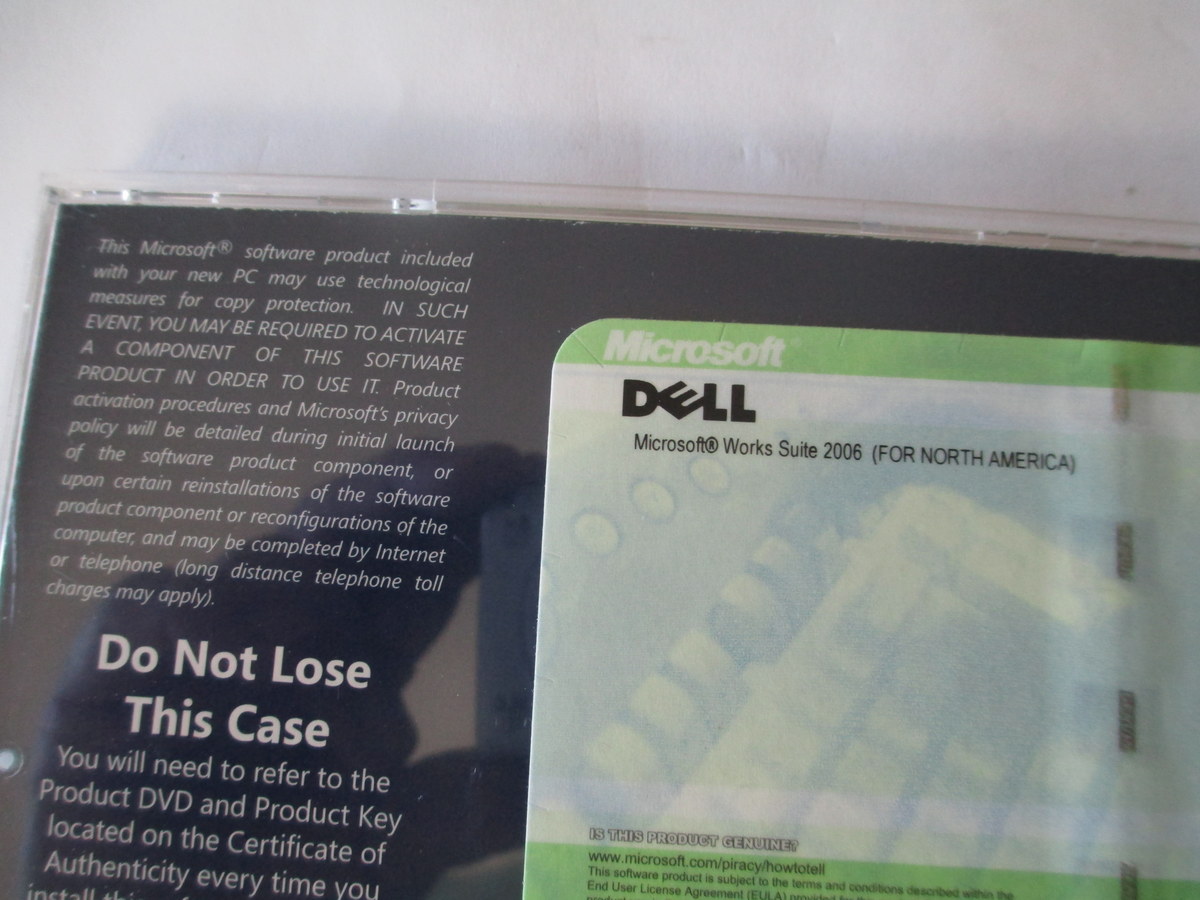 This Microsoft® software product included
with your new PC may use technological
measures for copy protection. IN SUCH
EVENT, YOU MAY BE REQUIRED TO ACTIVATE
A COMPONENT OF THIS SOFTWARE
PRODUCT IN ORDER TO USE IT. Product
activation procedures and Microsoft's privacy
policy will be detailed during initial launch
of the software product component, or
upon certain reinstallations of the software
product component or reconfigurations of the
computer, and may be completed by Internet
or telephone (long distance telephone toll
charges may apply).
Do Not Lose
This Case
You will need to refer to the
Product DVD and Product Key
located on the Certificate of
Authenticity every time you
install
Microsoft®
DELL
Microsoft® Works Suite 2006 (FOR NORTH AMERICA)
IS THIS PRODUCT GENUINE?
www.microsoft.com/piracy/howtotell
This software product is subject to the terms and conditions described within the
End User License Agreement (EULA) provided